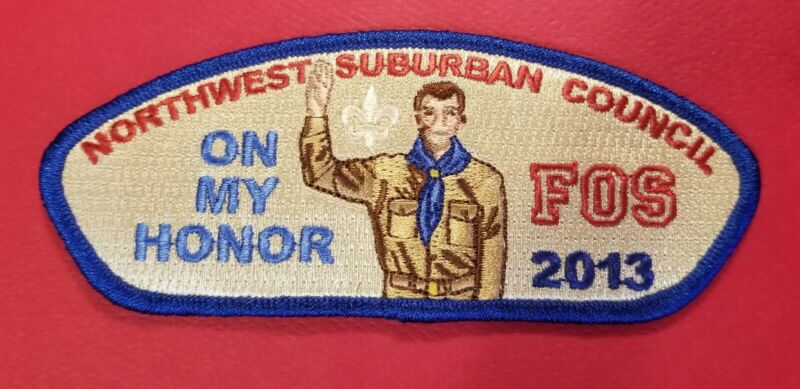 NORTHWEST SUBURBAN COUNCIL
ON
MY
HONOR
FOS
2013